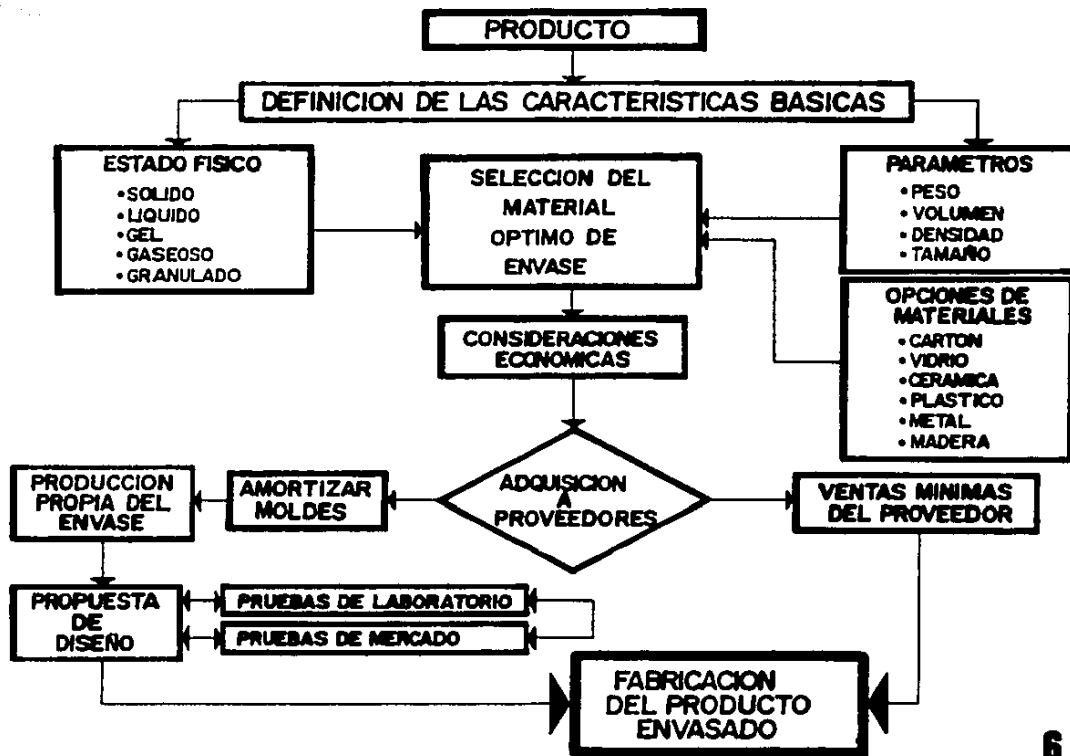 PRODUCTO
DEFINICION DE LAS CARACTERISTICAS BASICAS
ESTADO FISICO
• SOLIDO
• LIQUIDO
• GEL
• GASEOSO
• GRANULADO
SELECCION DEL
MATERIAL
OPTIMO DE
ENVASE
PARAMETROS
• PESO
• VOLUMEN
• DENSIDAD
• TAMAÑO
OPCIONES DE
MATERIALES
• CARTON
• VIDRIO
• CERAMICA
• PLASTICO
• METAL
• MADERA
CONSIDERACIONES
ECONOMICAS
ADQUISICION
A
PROVEEDORES
AMORTIZAR
MOLDES
PRODUCCION
PROPIA DEL
ENVASE
VENTAS MINIMAS
DEL PROVEEDOR
PROPUESTA
DE
DISEÑO
PRUEBAS DE LABORATORIO
PRUEBAS DE MERCADO
FABRICACION
DEL PRODUCTO
ENVASADO
6